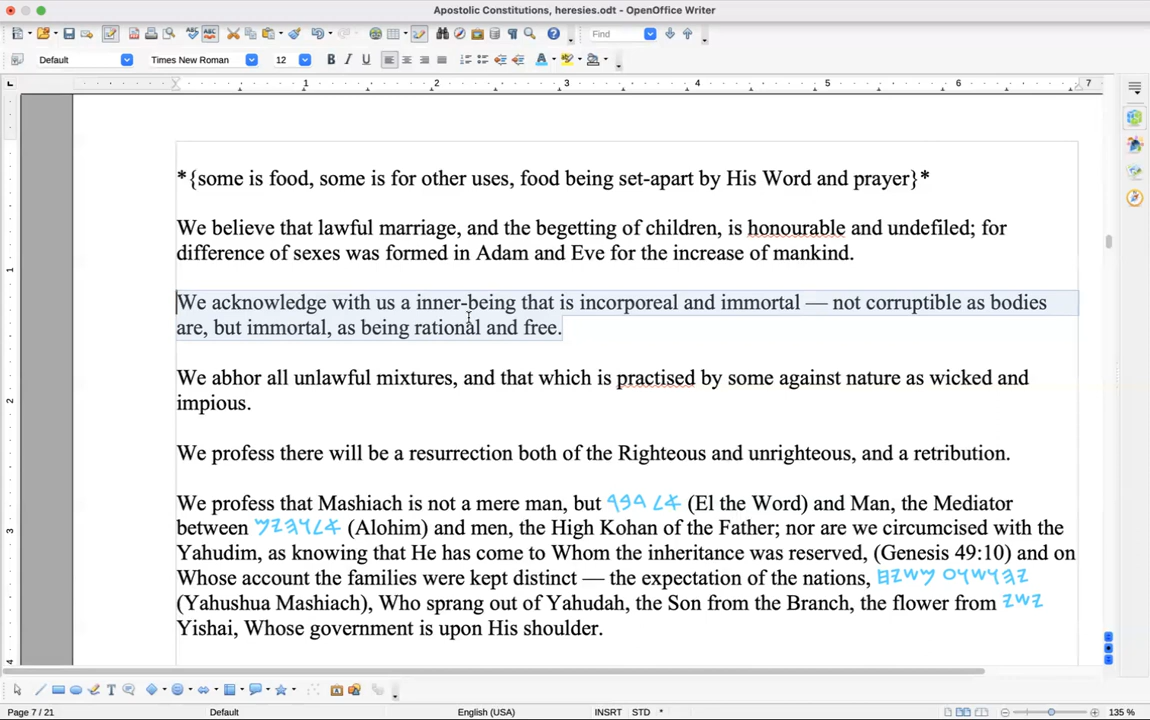 Apostolic Constitutions, heresies.odt - OpenOffice Writer
Find
Default
Times New Roman
12
B I U
1 2 3 4 5 6 7
*{some is food, some is for other uses, food being set-apart by His Word and prayer}*
We believe that lawful marriage, and the begetting of children, is honourable and undefiled; for
difference of sexes was formed in Adam and Eve for the increase of mankind.
We acknowledge with us a inner-being that is incorporeal and immortal — not corruptible as bodies
are, but immortal, as being rational and free.
We abhor all unlawful mixtures, and that which is practised by some against nature as wicked and
impious.
We profess there will be a resurrection both of the Righteous and unrighteous, and a retribution.
We profess that Mashiach is not a mere man, but (El the Word) and Man, the Mediator
between (Alohim) and men, the High Kohan of the Father; nor are we circumcised with the
Yahudim, as knowing that He has come to Whom the inheritance was reserved, (Genesis 49:10) and on
Whose account the families were kept distinct — the expectation of the nations,
(Yahushua Mashiach), Who sprang out of Yahudah, the Son from the Branch, the flower from
Yishai, Whose government is upon His shoulder.
Page 7 / 21
Default
English (USA)
INSRT STD *
135 %